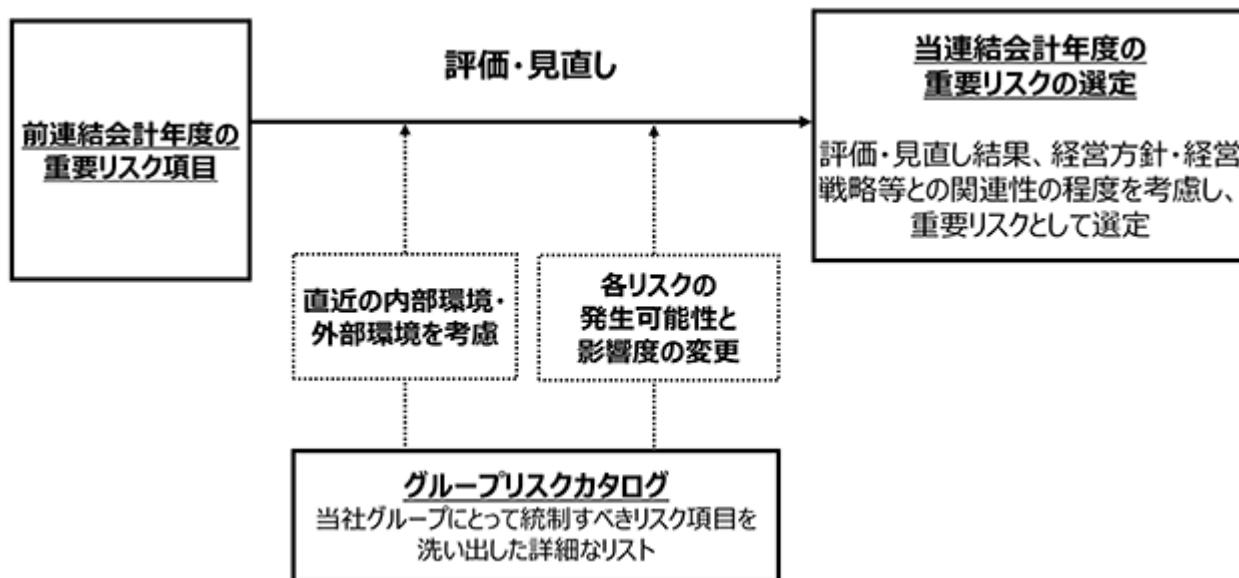 前連結会計年度の
重要リスク項目
評価・見直し
当連結会計年度の
重要リスクの選定
評価・見直し結果、経営方針・経営
戦略等との関連性の程度を考慮し、
重要リスクとして選定
直近の内部環境・
外部環境を考慮
各リスクの
発生可能性と
影響度の変更
グループリスクカタログ
当社グループにとって統制すべきリスク項目を
洗い出した詳細なリスト